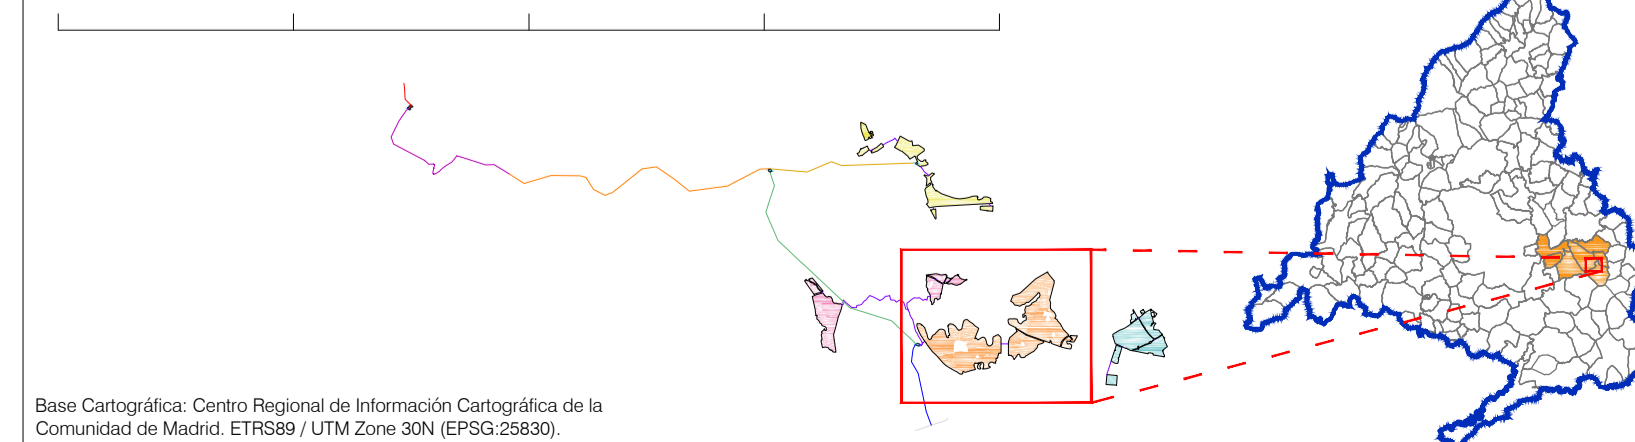 Base Cartográfica: Centro Regional de Información Cartográfica de la
Comunidad de Madrid. ETRS89 / UTM Zone 30N (EPSG:25830).